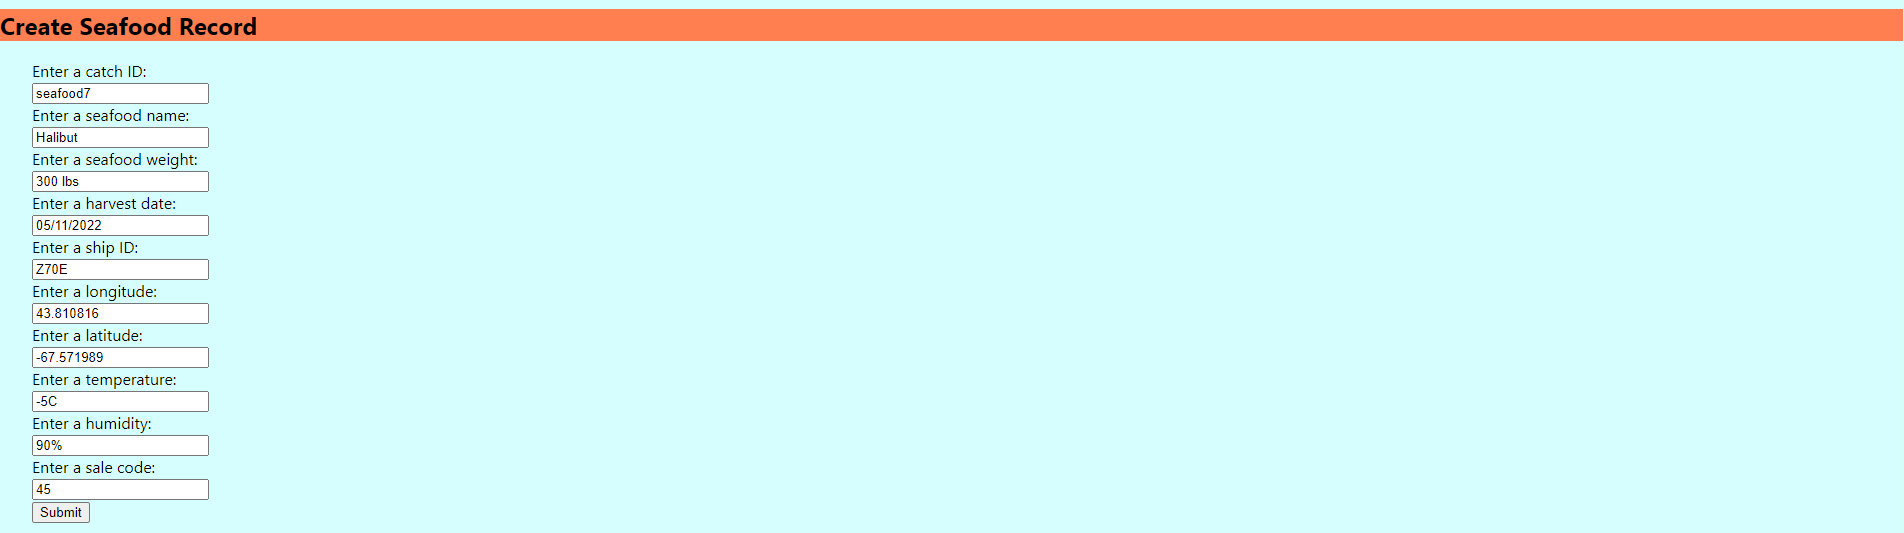 Create Seafood Record
Enter a catch ID:
seafood7
Enter a seafood name:
Halibut
Enter a seafood weight:
300 lbs
Enter a harvest date:
05/11/2022
Enter a ship ID:
Z70E
Enter a longitude:
43.810816
Enter a latitude:
-67.571989
Enter a temperature:
-5C
Enter a humidity:
90%
Enter a sale code:
45
Submit